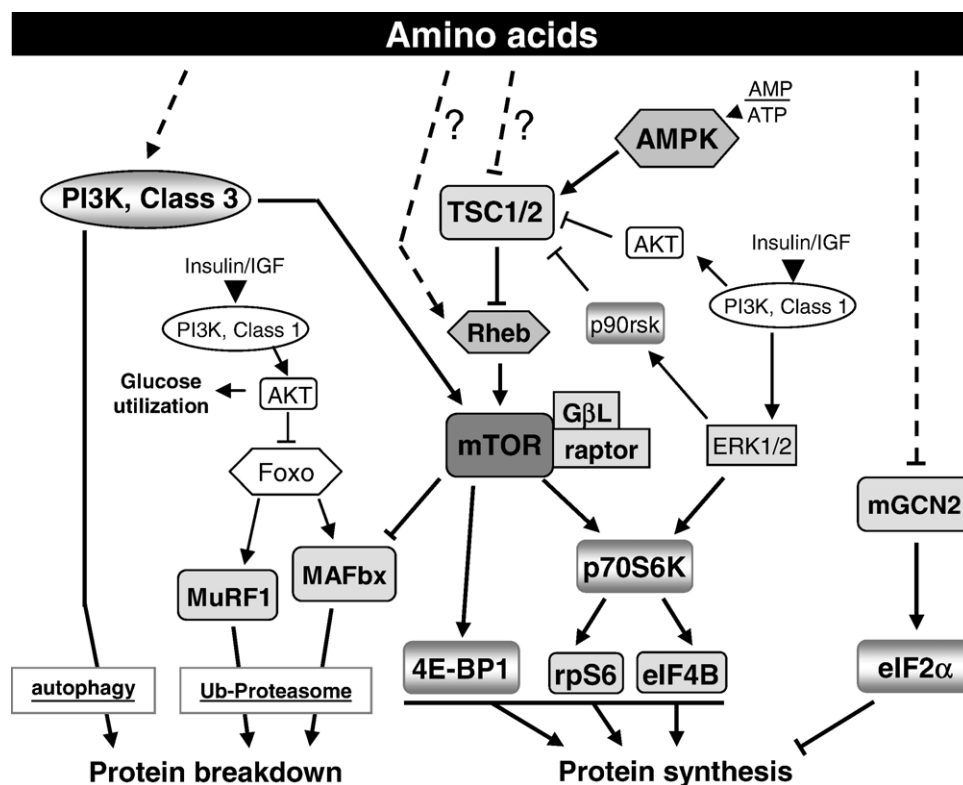 Amino acids
?
?
AMP
ATP
AMPK
PI3K, Class 3
TSC1/2
Insulin/IGF
AKT
Insulin/IGF
PI3K, Class 1
PI3K, Class 1
p90rsk
Rheb
Glucose
utilization
AKT
GβL
mTOR
raptor
ERK1/2
Foxo
mGCN2
p70S6K
MAFbx
MuRF1
4E-BP1
rpS6
eIF4B
eIF2α
autophagy
Ub-Proteasome
Protein breakdown
Protein synthesis